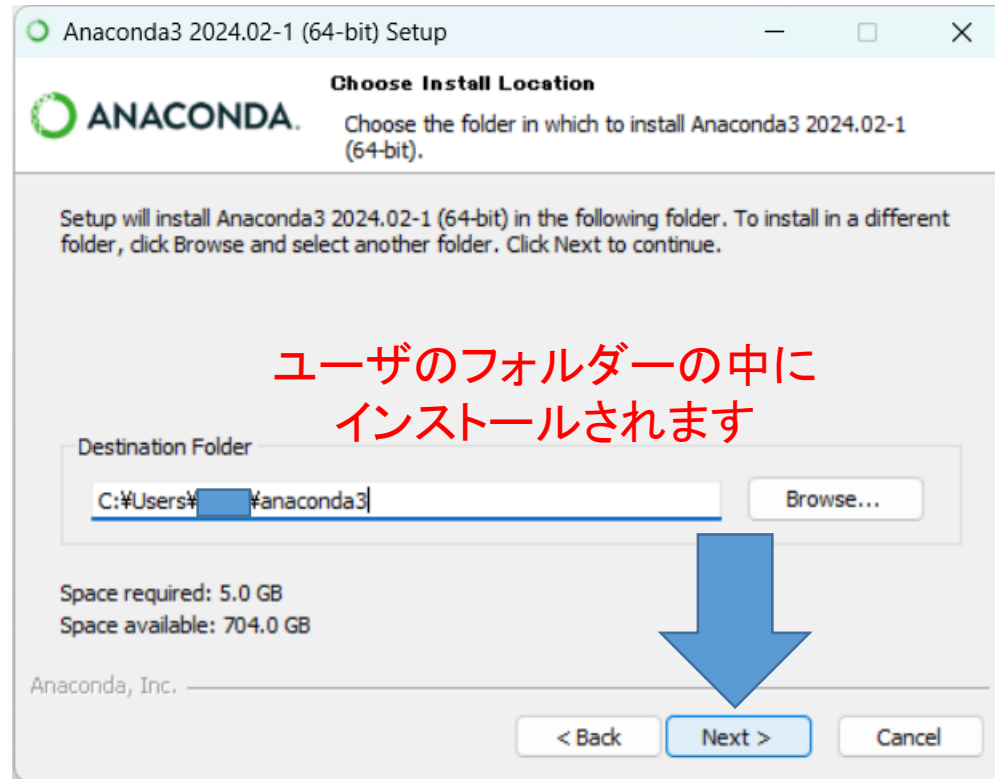 Anaconda3 2024.02-1 (64-bit) Setup
ANACONDA.
Choose Install Location
Choose the folder in which to install Anaconda3 2024.02-1
(64-bit).
Setup will install Anaconda3 2024.02-1 (64-bit) in the following folder. To install in a different
folder, click Browse and select another folder. Click Next to continue.
ユーザのフォルダーの中に
インストールされます
Destination Folder
C:¥Users¥ ¥anaconda3
Browse...
Space required: 5.0 GB
Space available: 704.0 GB
Anaconda, Inc.
< Back
Next >
Cancel